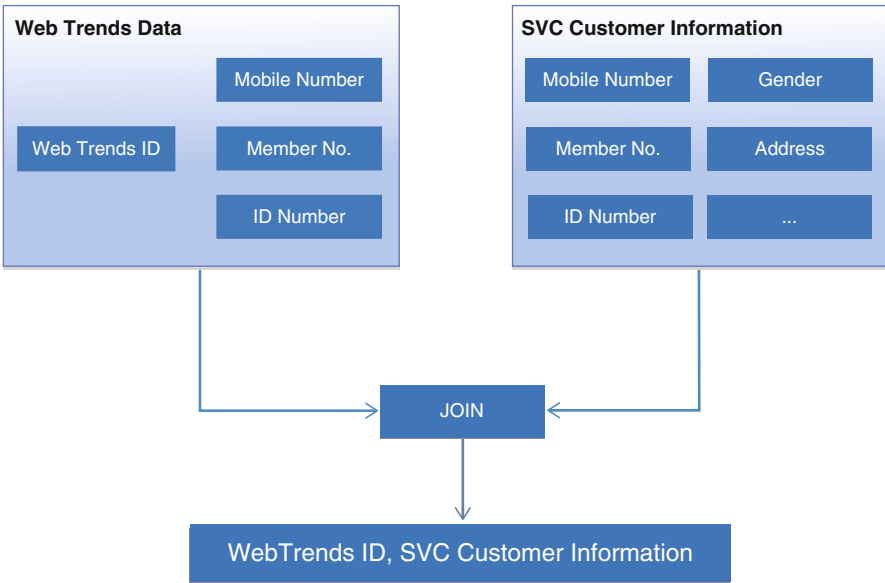 Web Trends Data
Mobile Number
Web Trends ID
Member No.
ID Number
SVC Customer Information
Mobile Number
Gender
Member No.
Address
ID Number
...
JOIN
WebTrends ID, SVC Customer Information